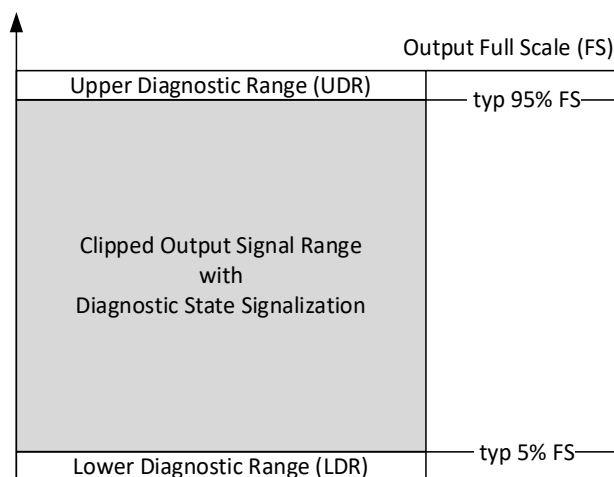 Output Full Scale (FS)
Upper Diagnostic Range (UDR)
typ 95% FS
Clipped Output Signal Range
with
Diagnostic State Signalization
typ 5% FS
Lower Diagnostic Range (LDR)